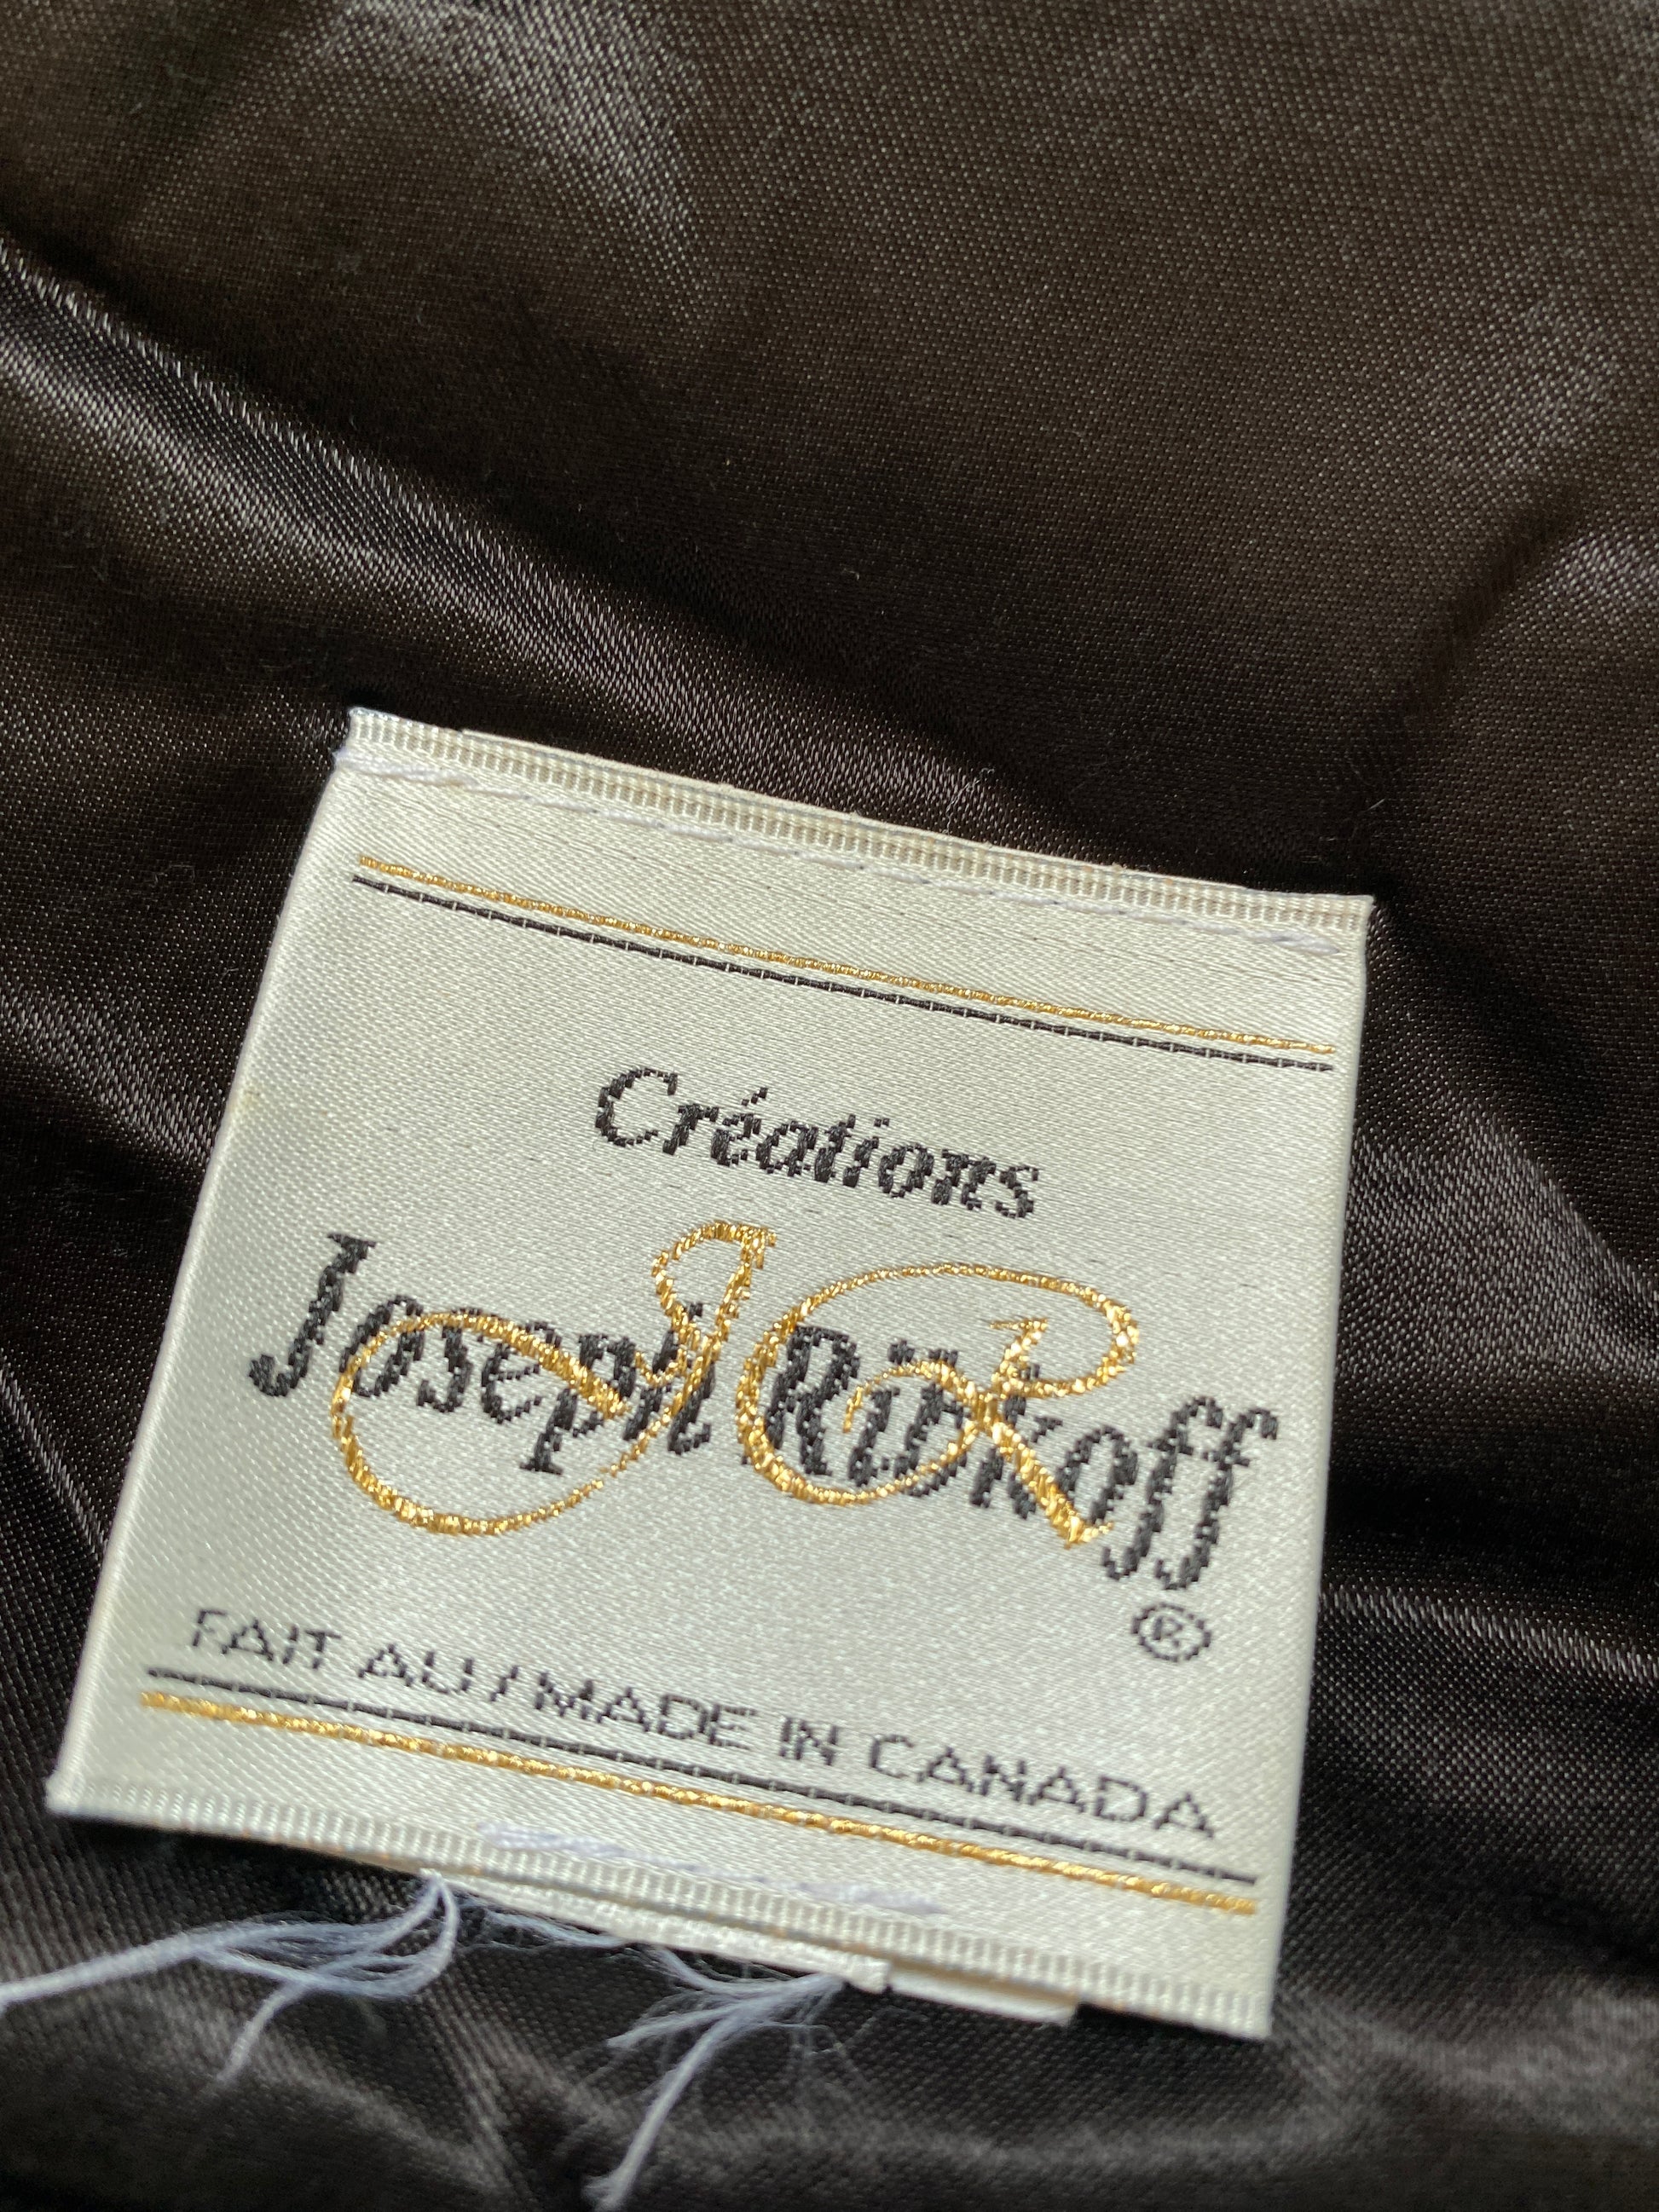 Créations
Joseph Ribkoff
®
FAIT AU / MADE IN CANADA